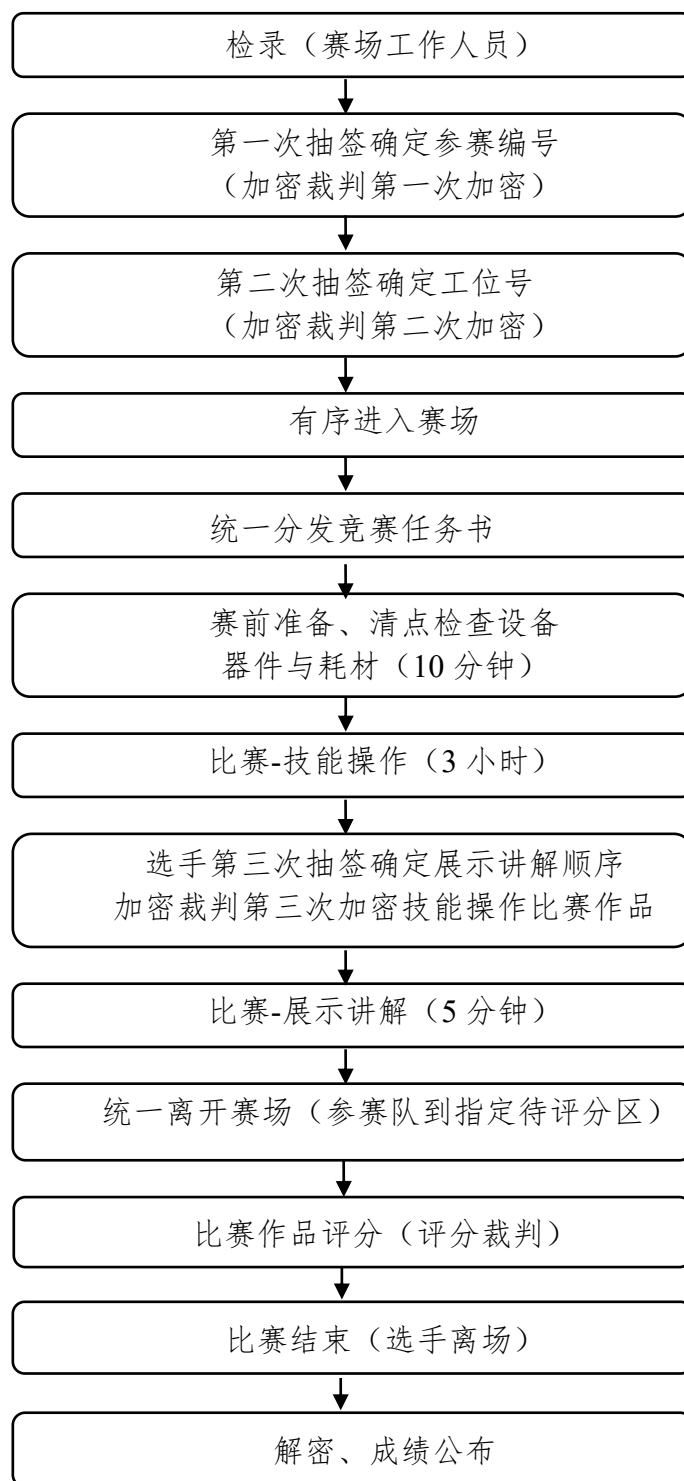 检录（赛场工作人员）
第一次抽签确定参赛编号
（加密裁判第一次加密）
第二次抽签确定工位号
（加密裁判第二次加密）
有序进入赛场
统一分发竞赛任务书
赛前准备、清点检查设备
器件与耗材（10 分钟）
比赛-技能操作（3 小时）
选手第三次抽签确定展示讲解顺序
加密裁判第三次加密技能操作比赛作品
比赛-展示讲解（5 分钟）
统一离开赛场（参赛队到指定待评分区）
比赛作品评分（评分裁判）
比赛结束（选手离场）
解密、成绩公布